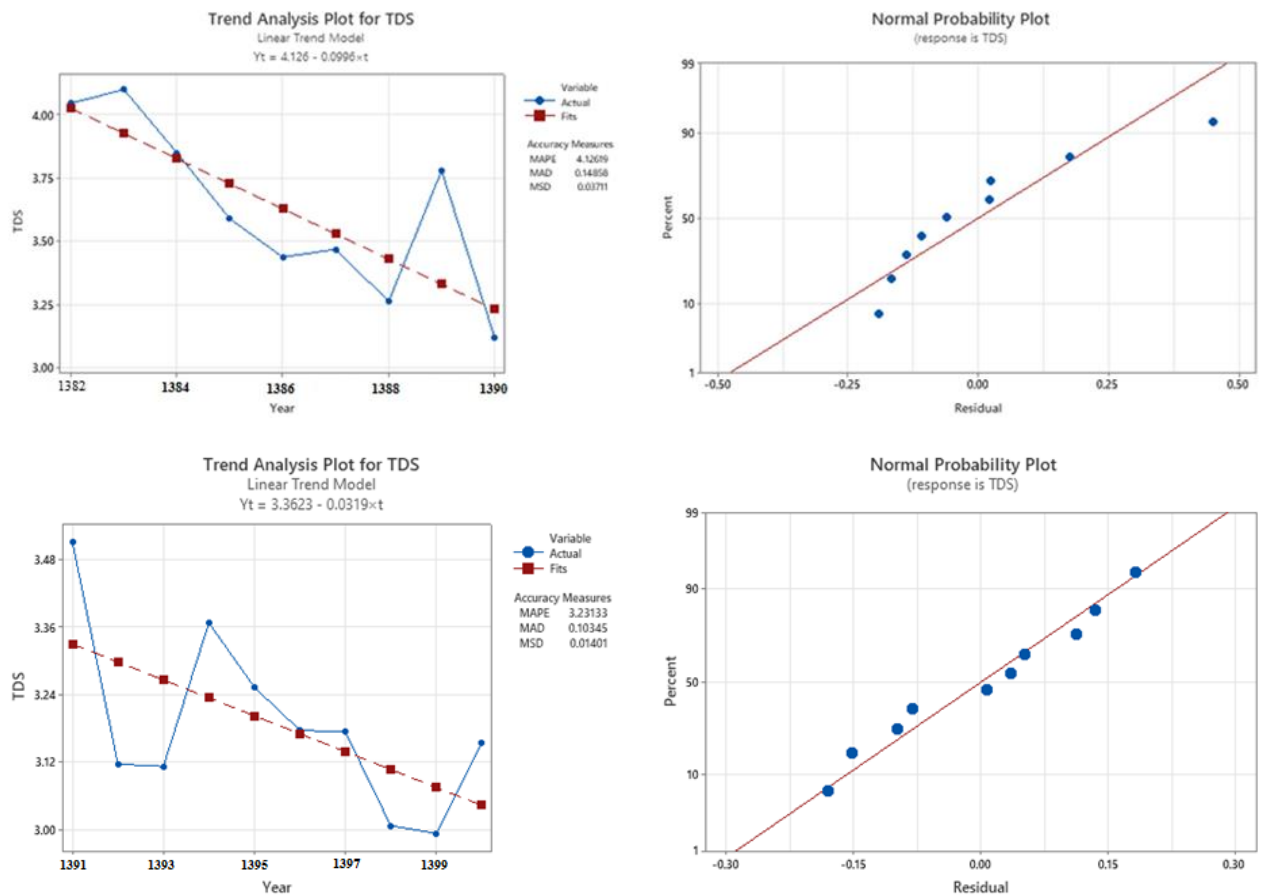 Trend Analysis Plot for TDS
Linear Trend Model
Yt = 4.126 - 0.0996×t
4.00
3.75
3.50
3.25
3.00
TDS
1382
1384
1386
1388
1390
Year
Variable
Actual
Fits
Accuracy Measures
MAPE 4.12619
MAD 0.14858
MSD 0.03711
Normal Probability Plot
(response is TDS)
99
90
50
10
1
Percent
-0.50
-0.25
0.00
0.25
0.50
Residual
Trend Analysis Plot for TDS
Linear Trend Model
Yt = 3.3623 - 0.0319×t
3.48
3.36
3.24
3.12
3.00
TDS
1391
1393
1395
1397
1399
Year
Variable
Actual
Fits
Accuracy Measures
MAPE 3.23133
MAD 0.10345
MSD 0.01401
Normal Probability Plot
(response is TDS)
99
90
50
10
1
Percent
-0.30
-0.15
0.00
0.15
0.30
Residual